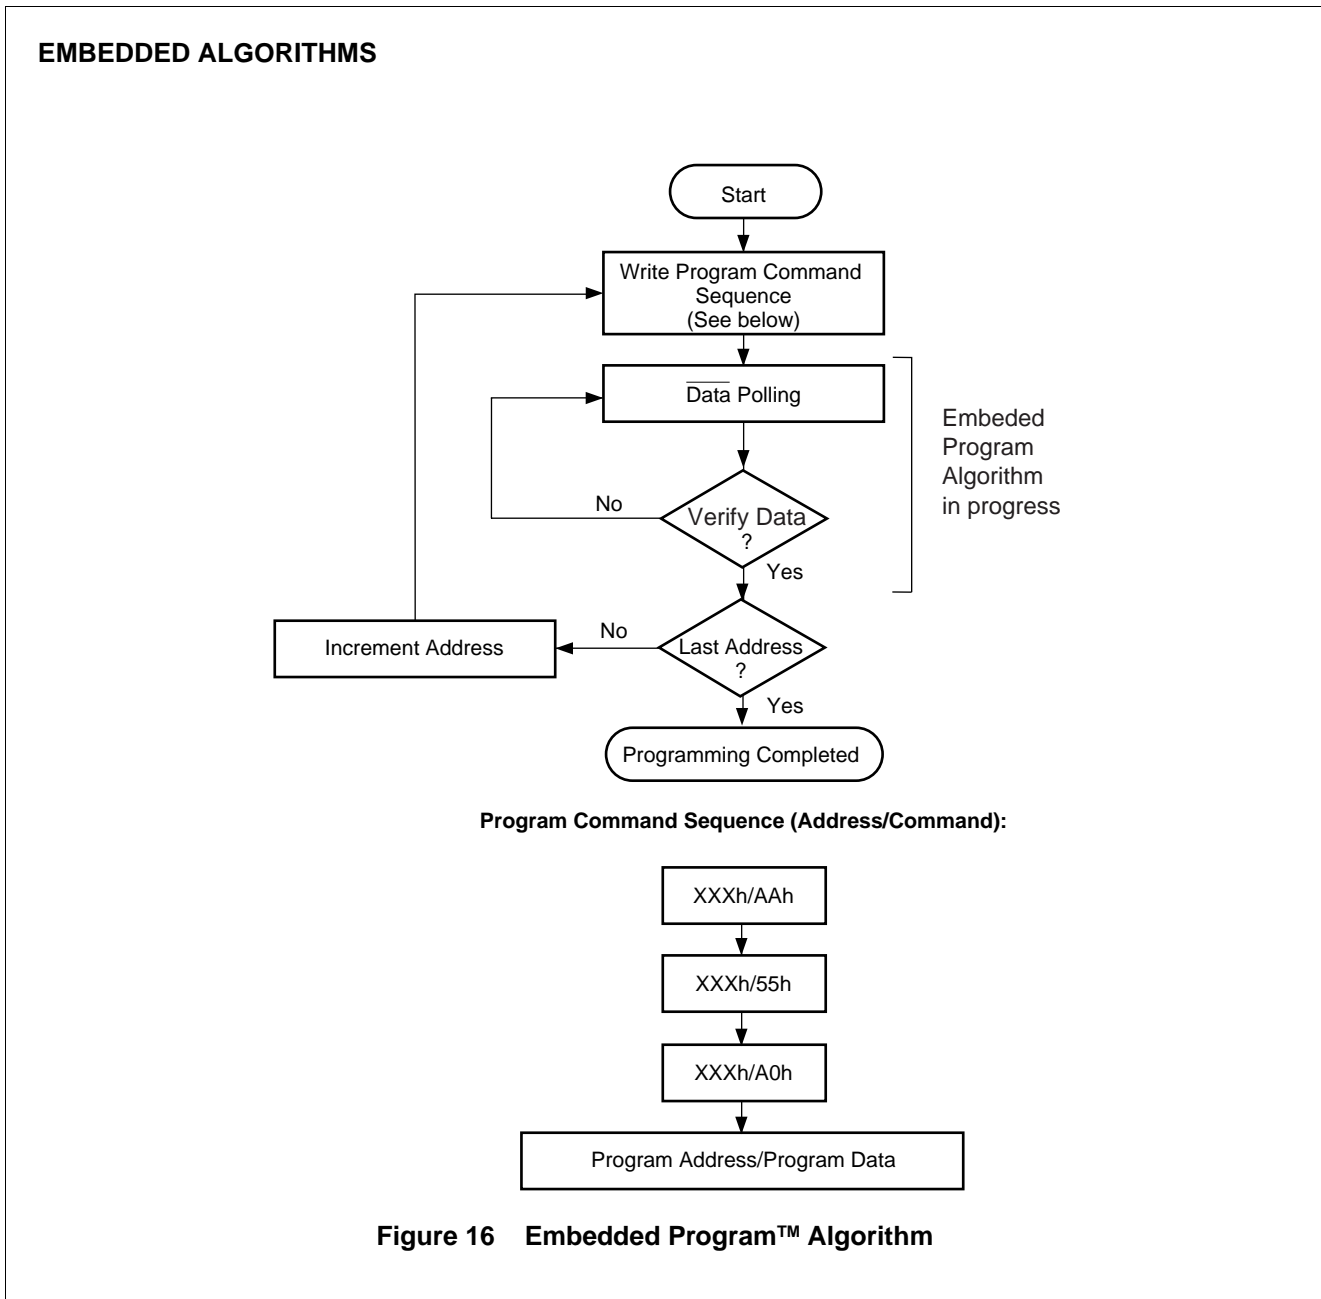 EMBEDDED ALGORITHMS
Start
Write Program Command
Sequence
(See below)
Data Polling
Embeded
Program
Algorithm
in progress
No
Verify Data
?
Yes
Increment Address
No
Last Address
?
Yes
Programming Completed
Program Command Sequence (Address/Command):
XXXh/AAh
XXXh/55h
XXXh/A0h
Program Address/Program Data
Figure 16 Embedded Program™ Algorithm